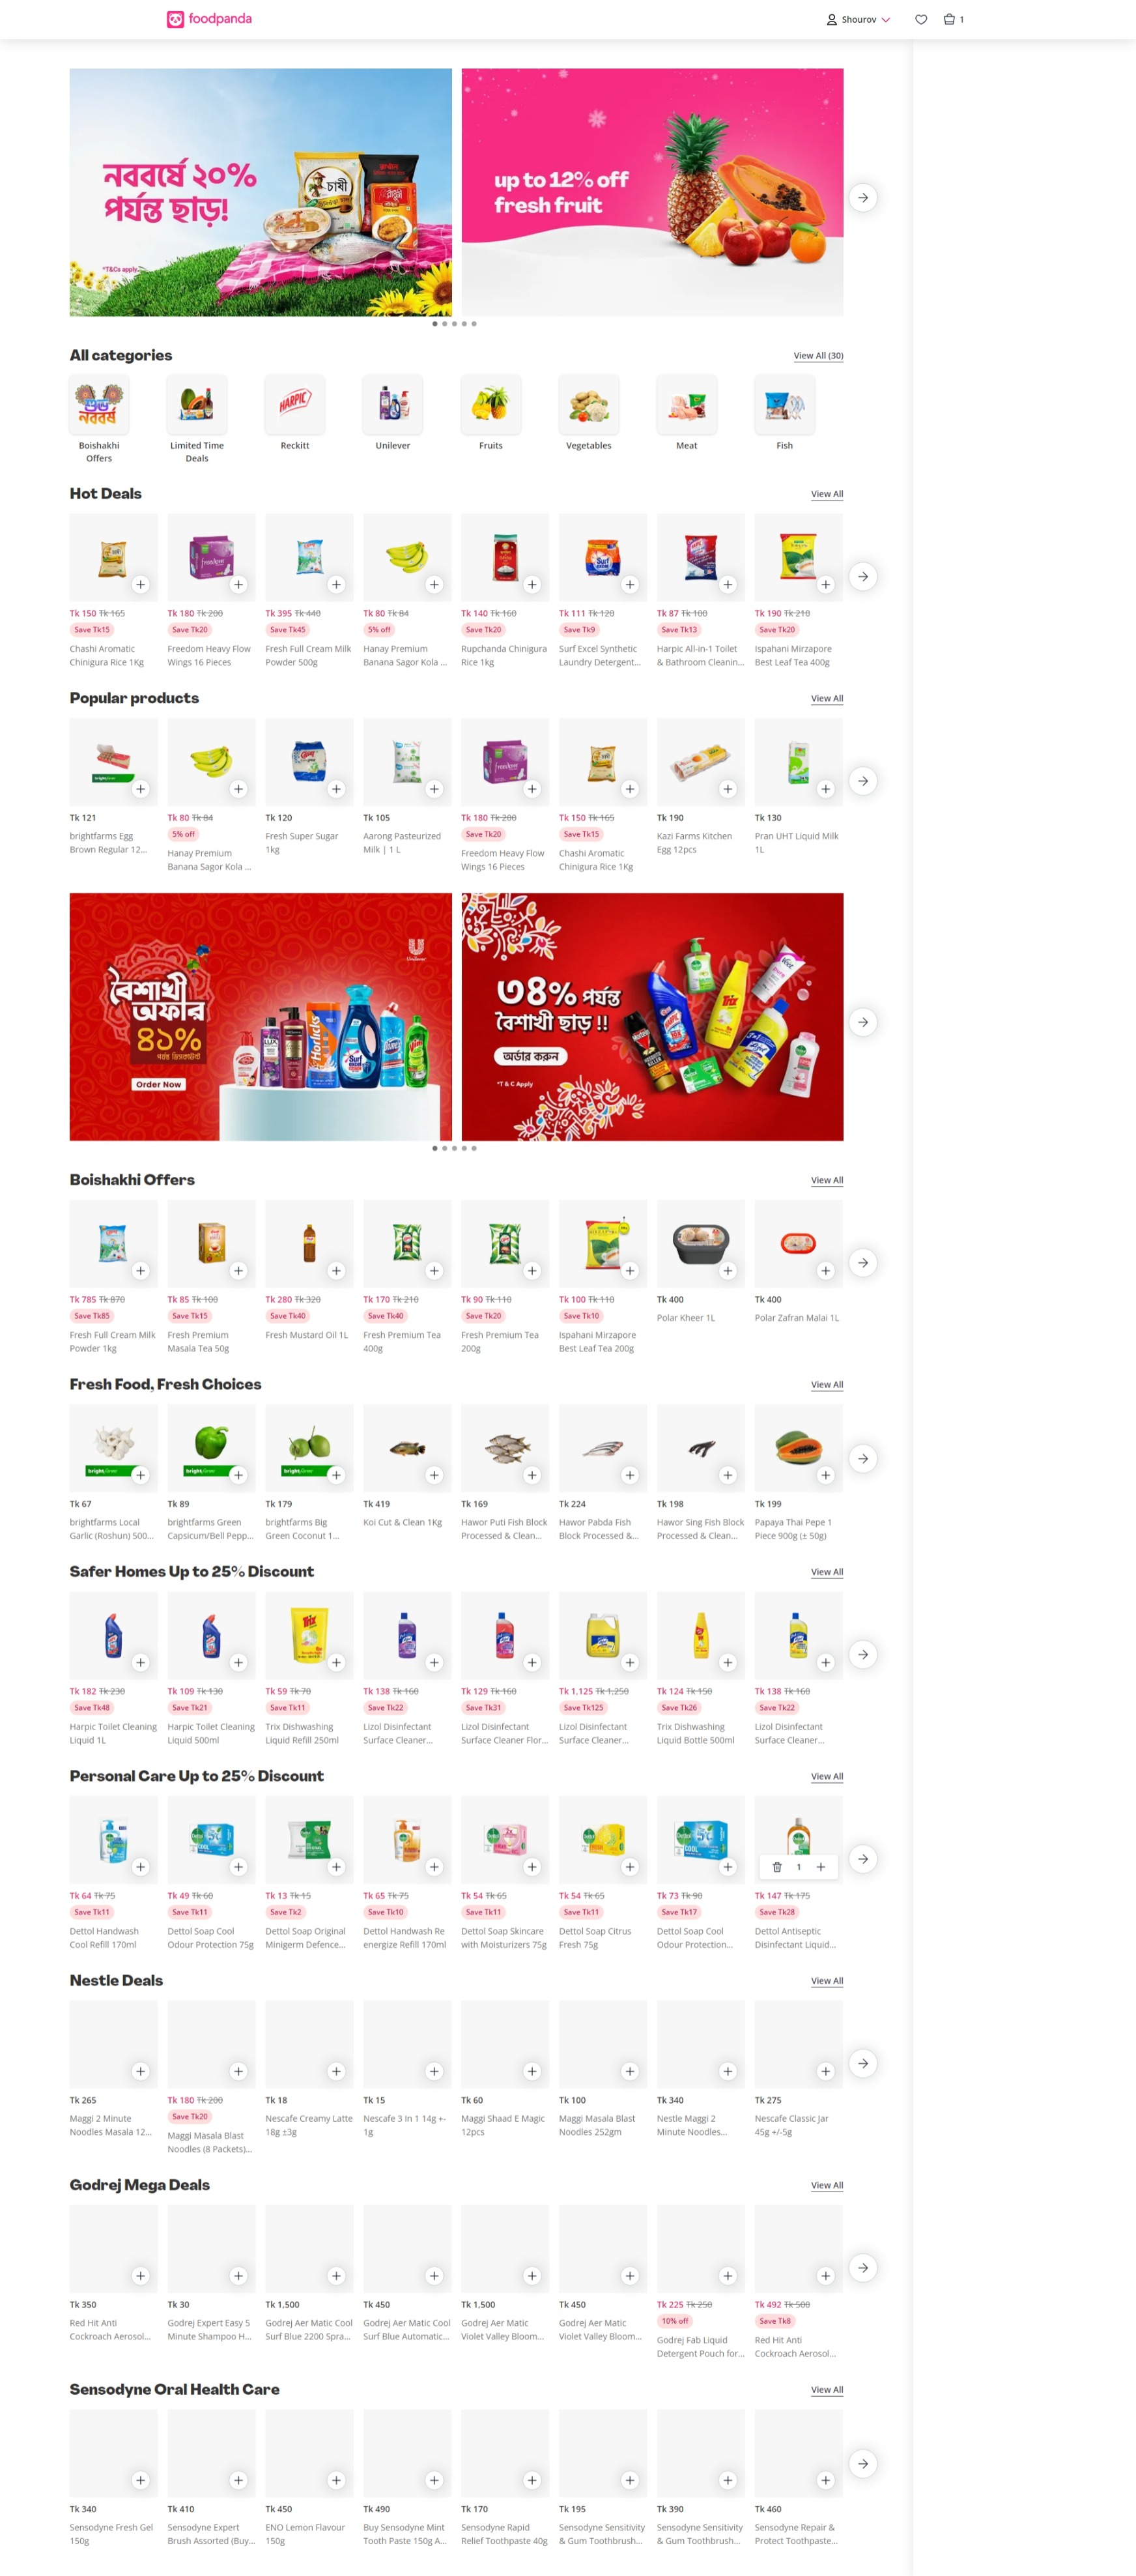 foodpanda
Shourov
1
নববর্ষে ২০%
পর্যন্ত ছাড়!
*T&Cs apply
up to 12% off
fresh fruit
All categories
View All (30)
Boishakhi
Offers
Limited Time
Deals
Reckitt
Unilever
Fruits
Vegetables
Meat
Fish
Hot Deals
View All
Tk 150 Tk 165
Save Tk15
Chashi Aromatic
Chinigura Rice 1Kg
Tk 180 Tk 200
Save Tk20
Freedom Heavy Flow
Wings 16 Pieces
Tk 395 Tk 440
Save Tk45
Fresh Full Cream Milk
Powder 500g
Tk 80 Tk 84
5% off
Hanay Premium
Banana Sagor Kola ...
Tk 140 Tk 160
Save Tk20
Rupchanda Chinigura
Rice 1kg
Tk 111 Tk 120
Save Tk9
Surf Excel Synthetic
Laundry Detergent...
Tk 87 Tk 100
Save Tk13
Harpic All-in-1 Toilet
& Bathroom Cleanin...
Tk 190 Tk 210
Save Tk20
Ispahani Mirzapore
Best Leaf Tea 400g
Popular products
View All
Tk 121
brightfarms Egg
Brown Regular 12...
Tk 80 Tk 84
5% off
Hanay Premium
Banana Sagor Kola ...
Tk 120
Fresh Super Sugar
1kg
Tk 105
Aarong Pasteurized
Milk | 1 L
Tk 180 Tk 200
Save Tk20
Freedom Heavy Flow
Wings 16 Pieces
Tk 150 Tk 165
Save Tk15
Chashi Aromatic
Chinigura Rice 1Kg
Tk 190
Kazi Farms Kitchen
Egg 12pcs
Tk 130
Pran UHT Liquid Milk
1L
বৈশাখী
অফার
৪১%
পর্যন্ত ডিসকাউন্ট
Order Now
Unilever
LUX
Horlicks
Surf excel
Vim
৩৪% পর্যন্ত
বৈশাখী ছাড় !!
অর্ডার করুন
*T & C Apply
Trix
Veet
Lizol
Boishakhi Offers
View All
Tk 785 Tk 870
Save Tk85
Fresh Full Cream Milk
Powder 1kg
Tk 85 Tk 100
Save Tk15
Fresh Premium
Masala Tea 50g
Tk 280 Tk 320
Save Tk40
Fresh Mustard Oil 1L
Tk 170 Tk 210
Save Tk40
Fresh Premium Tea
400g
Tk 90 Tk 110
Save Tk20
Fresh Premium Tea
200g
Tk 100 Tk 110
Save Tk10
Ispahani Mirzapore
Best Leaf Tea 200g
Tk 400
Polar Kheer 1L
Tk 400
Polar Zafran Malai 1L
Fresh Food, Fresh Choices
View All
Tk 67
brightfarms Local
Garlic (Roshun) 500...
Tk 89
brightfarms Green
Capsicum/Bell Pepp...
Tk 179
brightfarms Big
Green Coconut 1...
Tk 419
Koi Cut & Clean 1Kg
Tk 169
Hawor Puti Fish Block
Processed & Clean...
Tk 224
Hawor Pabda Fish
Block Processed &...
Tk 198
Hawor Sing Fish Block
Processed & Clean...
Tk 199
Papaya Thai Pepe 1
Piece 900g (± 50g)
Safer Homes Up to 25% Discount
View All
Tk 182 Tk 230
Save Tk48
Harpic Toilet Cleaning
Liquid 1L
Tk 109 Tk 130
Save Tk21
Harpic Toilet Cleaning
Liquid 500ml
Tk 59 Tk 70
Save Tk11
Trix Dishwashing
Liquid Refill 250ml
Tk 138 Tk 160
Save Tk22
Lizol Disinfectant
Surface Cleaner...
Tk 129 Tk 160
Save Tk31
Lizol Disinfectant
Surface Cleaner Flor...
Tk 1,125 Tk 1,250
Save Tk125
Lizol Disinfectant
Surface Cleaner...
Tk 124 Tk 150
Save Tk26
Trix Dishwashing
Liquid Bottle 500ml
Tk 138 Tk 160
Save Tk22
Lizol Disinfectant
Surface Cleaner...
Personal Care Up to 25% Discount
View All
1
Tk 64 Tk 75
Save Tk11
Dettol Handwash
Cool Refill 170ml
Tk 49 Tk 60
Save Tk11
Dettol Soap Cool
Odour Protection 75g
Tk 13 Tk 15
Save Tk2
Dettol Soap Original
Minigerm Defence...
Tk 65 Tk 75
Save Tk10
Dettol Handwash Re
energize Refill 170ml
Tk 54 Tk 65
Save Tk11
Dettol Soap Skincare
with Moisturizers 75g
Tk 54 Tk 65
Save Tk11
Dettol Soap Citrus
Fresh 75g
Tk 73 Tk 90
Save Tk17
Dettol Soap Cool
Odour Protection...
Tk 147 Tk 175
Save Tk28
Dettol Antiseptic
Disinfectant Liquid...
Nestle Deals
View All
Tk 265
Maggi 2 Minute
Noodles Masala 12...
Tk 180 Tk 200
Save Tk20
Maggi Masala Blast
Noodles (8 Packets)...
Tk 18
Nescafe Creamy Latte
18g ±3g
Tk 15
Nescafe 3 In 1 14g +-
1g
Tk 60
Maggi Shaad E Magic
12pcs
Tk 100
Maggi Masala Blast
Noodles 252gm
Tk 340
Nestle Maggi 2
Minute Noodles...
Tk 275
Nescafe Classic Jar
45g +/-5g
Godrej Mega Deals
View All
Tk 350
Red Hit Anti
Cockroach Aerosol...
Tk 30
Godrej Expert Easy 5
Minute Shampoo H...
Tk 1,500
Godrej Aer Matic Cool
Surf Blue 2200 Spra...
Tk 450
Godrej Aer Matic Cool
Surf Blue Automatic...
Tk 1,500
Godrej Aer Matic
Violet Valley Bloom...
Tk 450
Godrej Aer Matic
Violet Valley Bloom...
Tk 225 Tk 250
10% off
Godrej Fab Liquid
Detergent Pouch for...
Tk 492 Tk 500
Save Tk8
Red Hit Anti
Cockroach Aerosol...
Sensodyne Oral Health Care
View All
Tk 340
Sensodyne Fresh Gel
150g
Tk 410
Sensodyne Expert
Brush Assorted (Buy...
Tk 450
ENO Lemon Flavour
150g
Tk 490
Buy Sensodyne Mint
Tooth Paste 150g A...
Tk 170
Sensodyne Rapid
Relief Toothpaste 40g
Tk 195
Sensodyne Sensitivity
& Gum Toothbrush...
Tk 390
Sensodyne Sensitivity
& Gum Toothbrush...
Tk 460
Sensodyne Repair &
Protect Toothpaste...